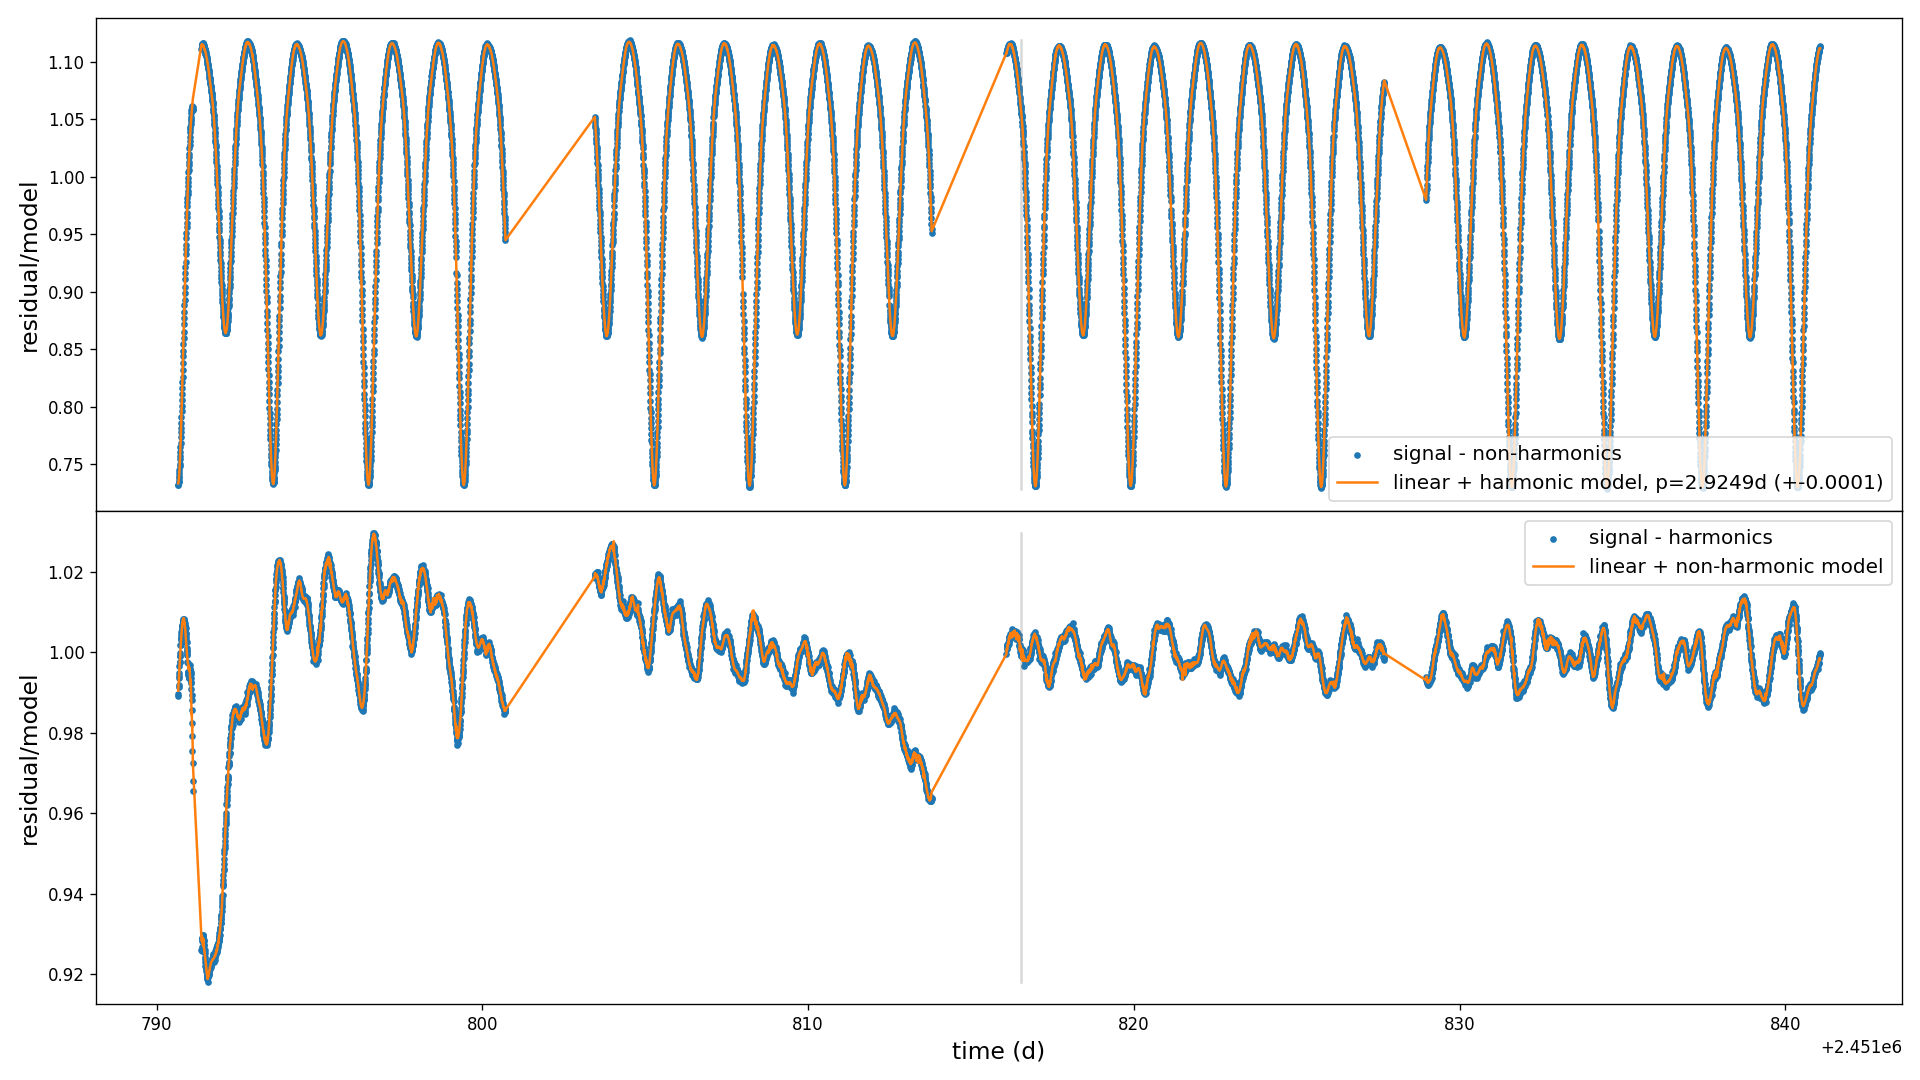 1.10
1.05
1.00
0.95
0.90
0.85
0.80
0.75
residual/model
signal - non-harmonics
linear + harmonic model, p=2.9249d (+-0.0001)
1.02
1.00
0.98
0.96
0.94
0.92
residual/model
signal - harmonics
linear + non-harmonic model
790 800 810 820 830 840
time (d)
+2.451e6